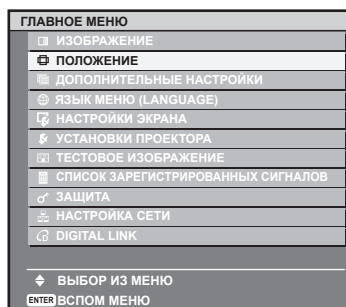 ГЛАВНОЕ МЕНЮ
ИЗОБРАЖЕНИЕ
ПОЛОЖЕНИЕ
ДОПОЛНИТЕЛЬНЫЕ НАСТРОЙКИ
ЯЗЫК МЕНЮ (LANGUAGE)
НАСТРОЙКИ ЭКРАНА
УСТАНОВКИ ПРОЕКТОРА
ТЕСТОВОЕ ИЗОБРАЖЕНИЕ
СПИСОК ЗАРЕГИСТРИРОВАННЫХ СИГНАЛОВ
ЗАЩИТА
НАСТРОЙКА СЕТИ
DIGITAL LINK
ВЫБОР ИЗ МЕНЮ
ENTER ВСПОМ МЕНЮ